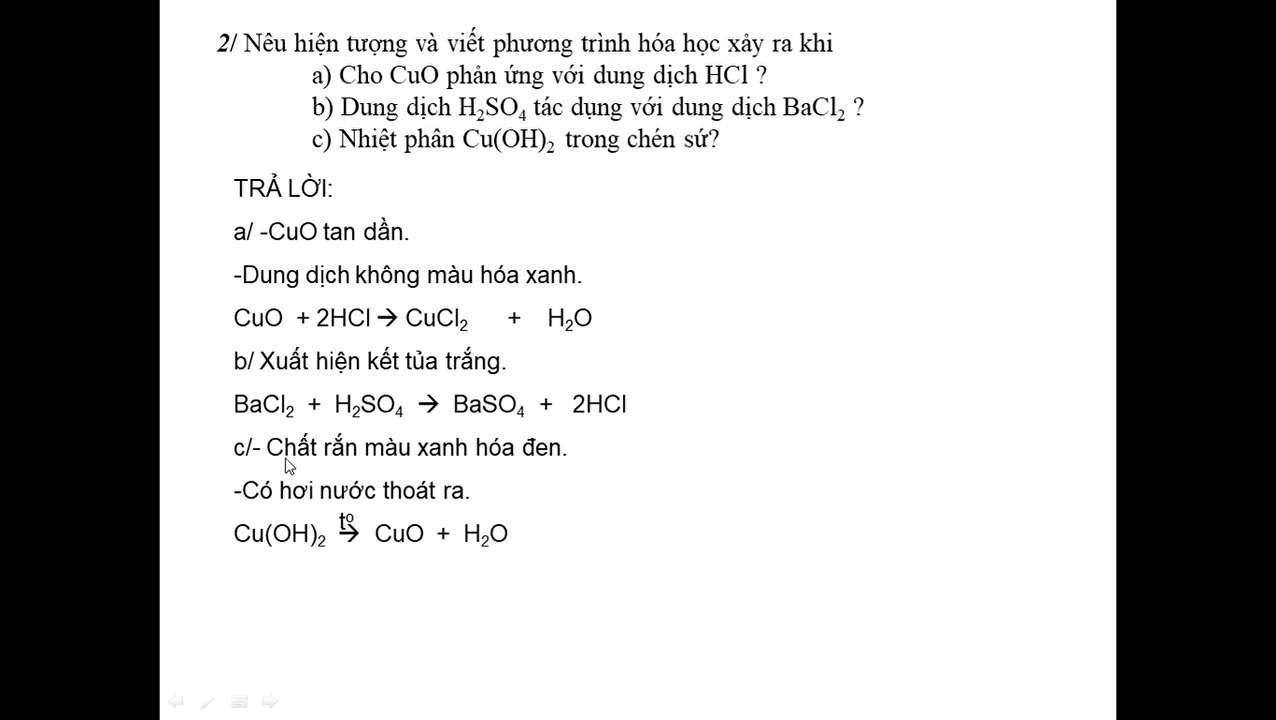 2/ Nêu hiện tượng và viết phương trình hóa học xảy ra khi
a) Cho CuO phản ứng với dung dịch HCl ?
b) Dung dịch H₂SO₄ tác dụng với dung dịch BaCl₂ ?
c) Nhiệt phân Cu(OH)₂ trong chén sứ?
TRẢ LỜI:
a/ -CuO tan dần.
-Dung dịch không màu hóa xanh.
CuO + 2HCl → CuCl₂ + H₂O
b/ Xuất hiện kết tủa trắng.
BaCl₂ + H₂SO₄ → BaSO₄ + 2HCl
c/- Chất rắn màu xanh hóa đen.
-Có hơi nước thoát ra.
Cu(OH)₂ → to CuO + H₂O